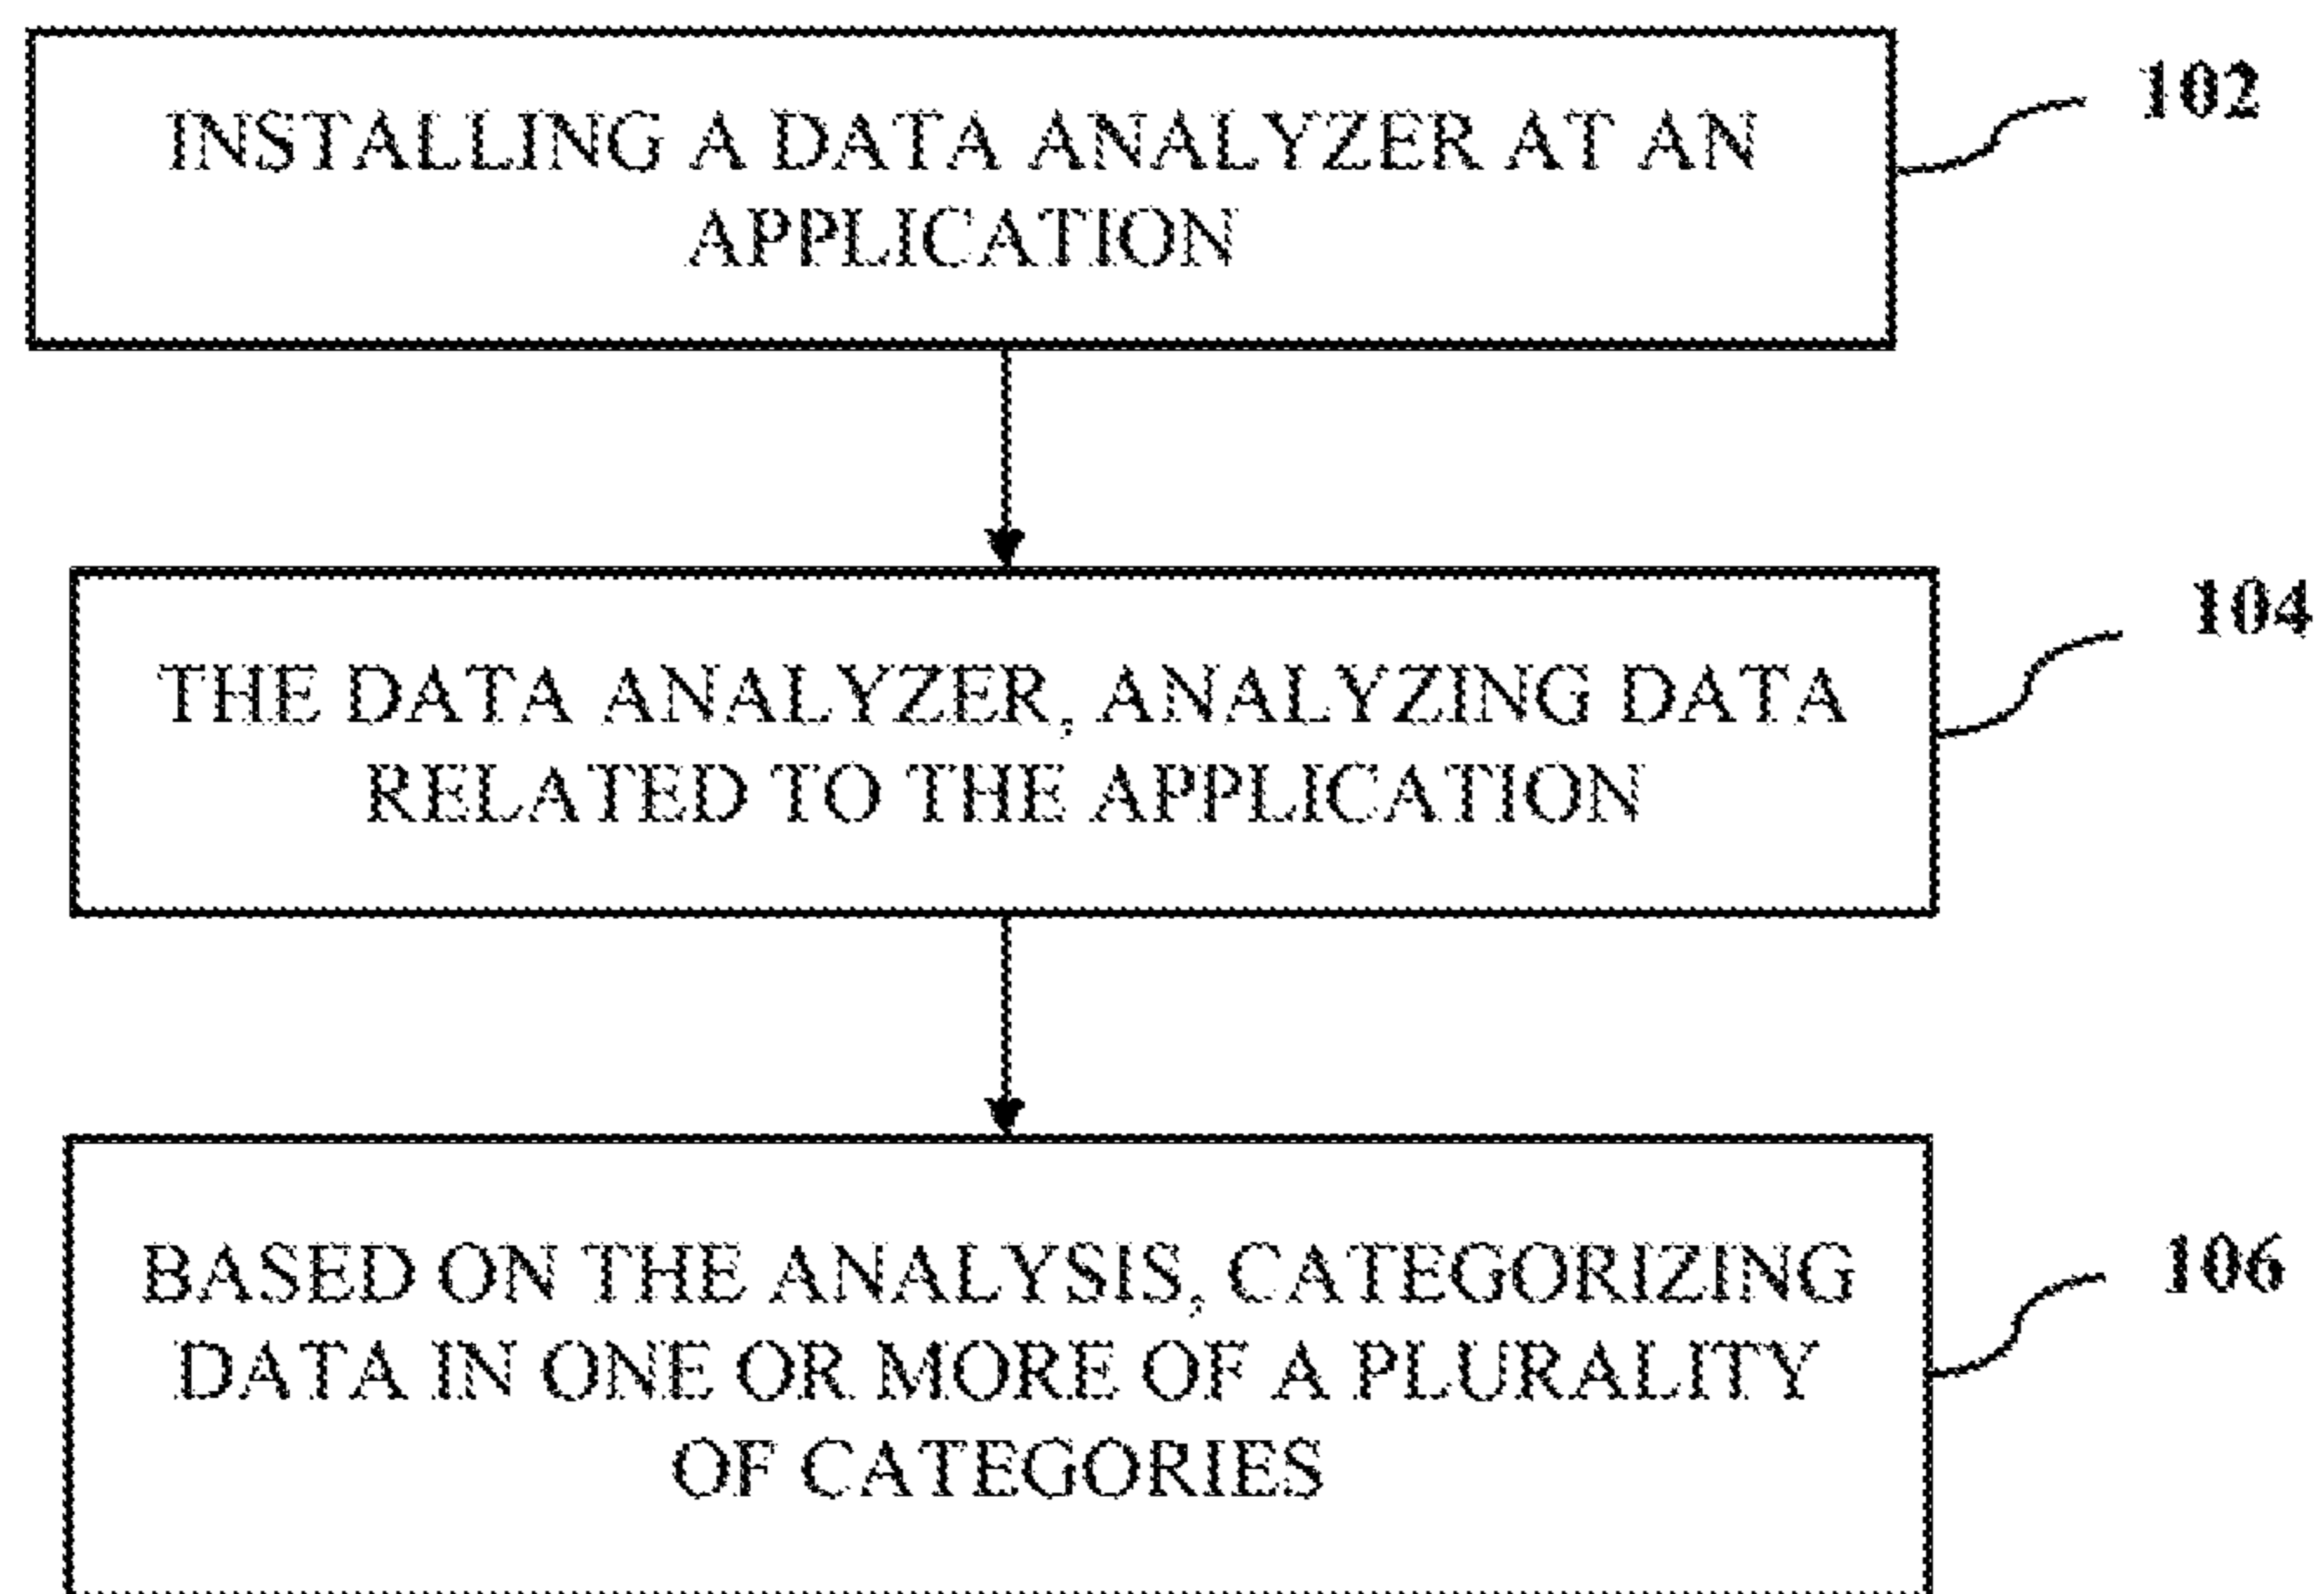 INSTALLING A DATA ANALYZER AT AN
APPLICATION
102
THE DATA ANALYZER, ANALYZING DATA
RELATED TO THE APPLICATION
104
BASED ON THE ANALYSIS, CATEGORIZING
DATA IN ONE OR MORE OF A PLURALITY
OF CATEGORIES
106